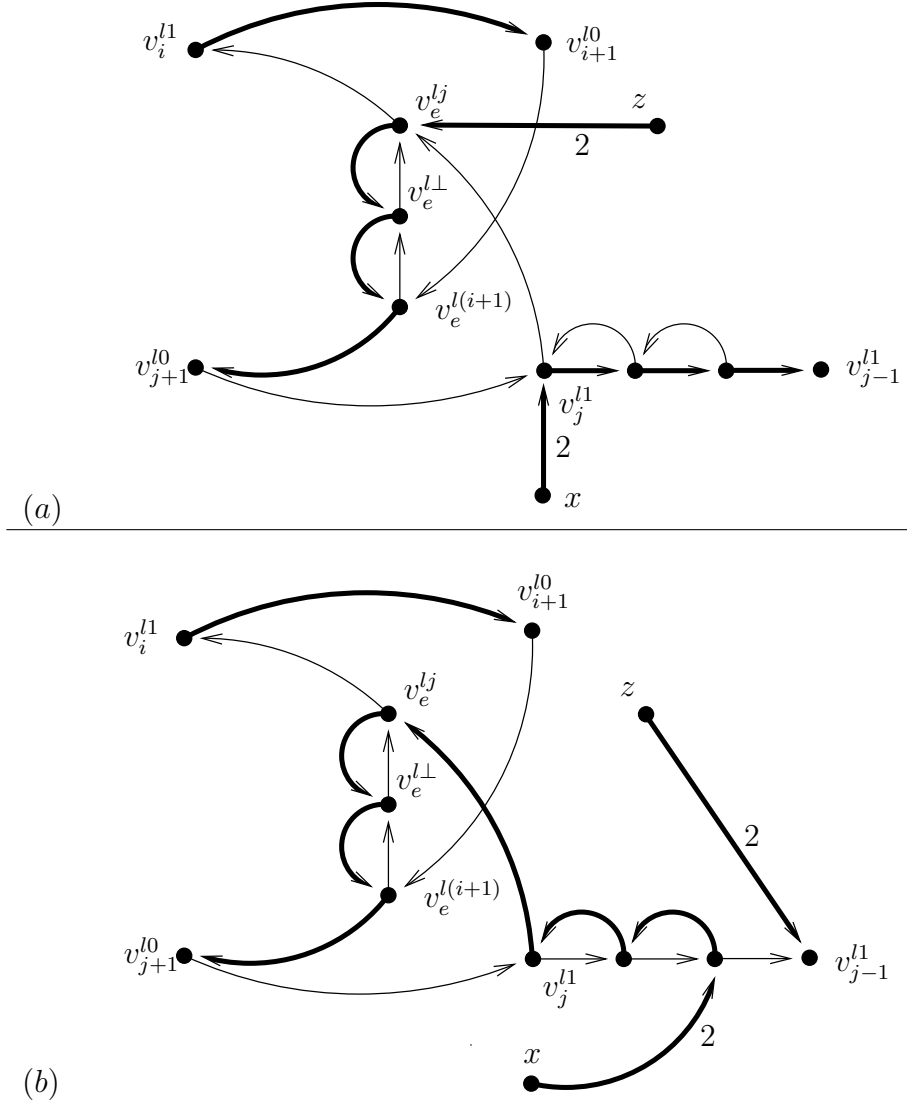 v_i^{l1}
v_{i+1}^{l0}
v_e^{lj}
z
2
v_e^{l⊥}
v_e^{l(i+1)}
v_{j+1}^{l0}
v_j^{l1}
v_{j-1}^{l1}
2
x
(a)
v_{i+1}^{l0}
v_i^{l1}
v_e^{lj}
z
v_e^{l⊥}
2
v_e^{l(i+1)}
v_{j+1}^{l0}
v_j^{l1}
v_{j-1}^{l1}
2
x
(b)